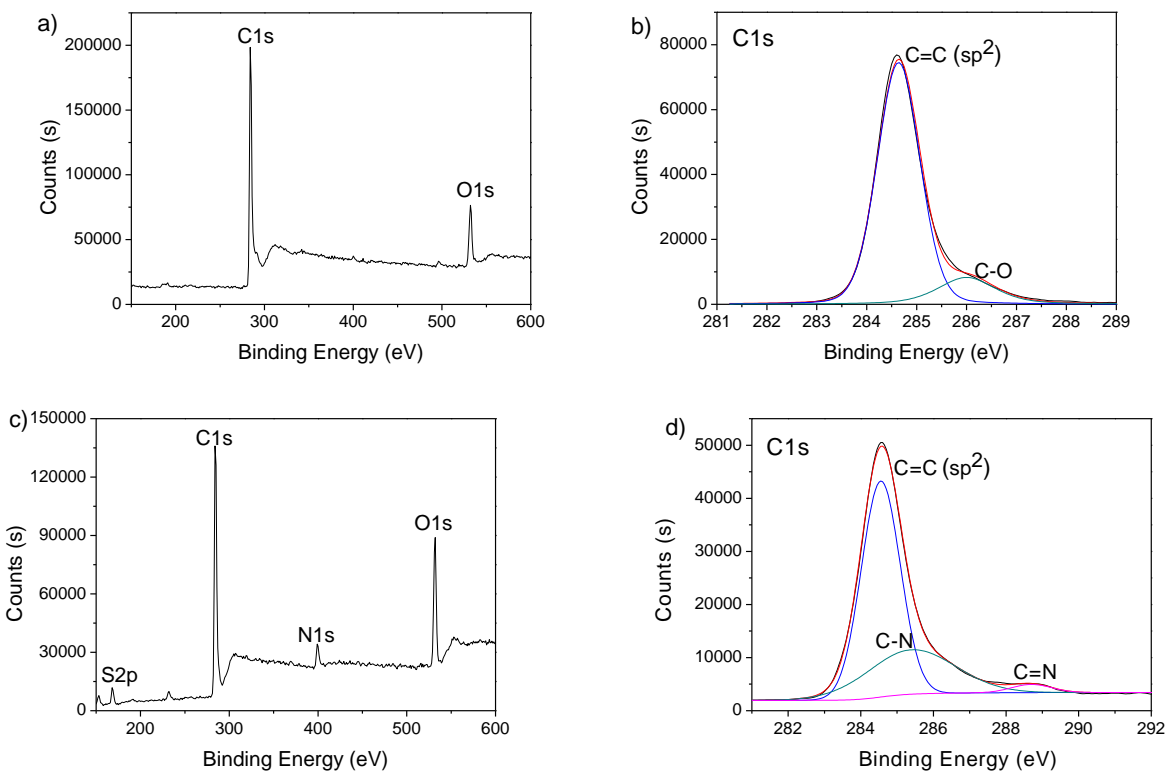 a)
C1s
O1s
200000
150000
100000
50000
0
200 300 400 500 600
Counts (s)
Binding Energy (eV)
b)
C1s
C=C (sp²)
C-O
80000
60000
40000
20000
0
281 282 283 284 285 286 287 288 289
Counts (s)
Binding Energy (eV)
c)
C1s
O1s
N1s
S2p
150000
120000
90000
60000
30000
0
200 300 400 500 600
Counts (s)
Binding Energy (eV)
d)
C1s
C=C (sp²)
C-N
C=N
50000
40000
30000
20000
10000
0
282 284 286 288 290 292
Counts (s)
Binding Energy (eV)